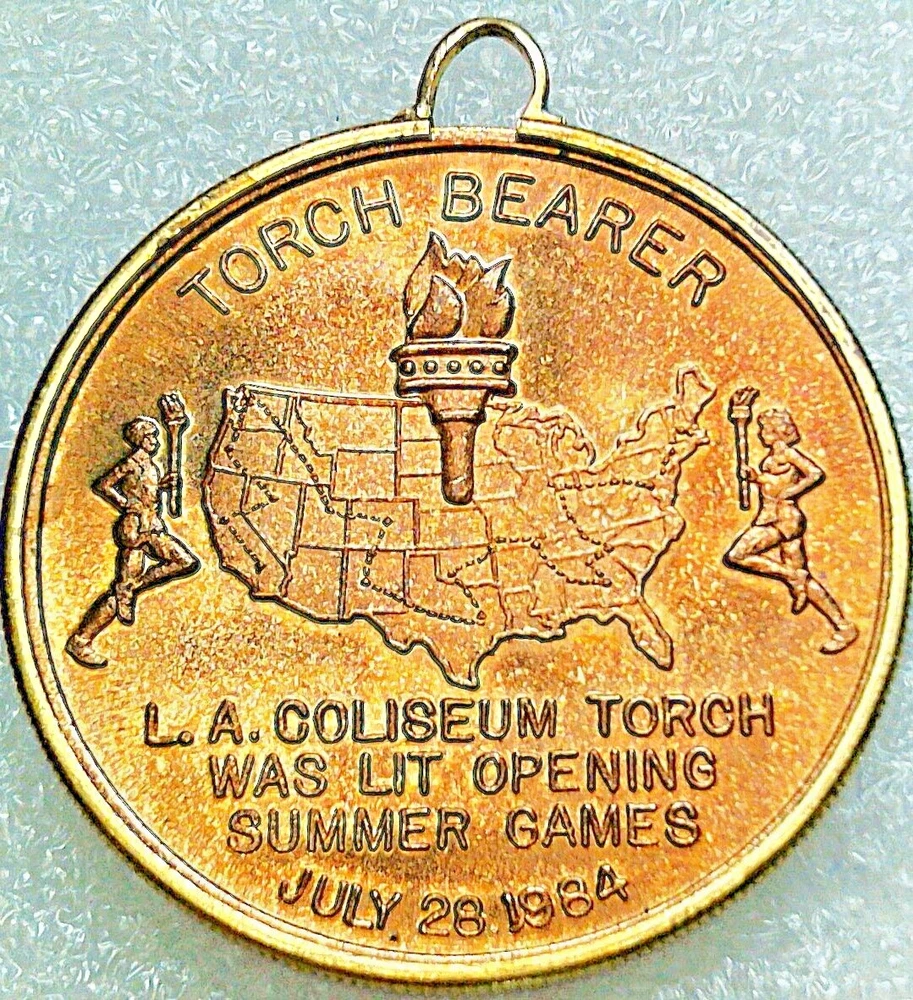 TORCH BEARER
L.A. COLISEUM TORCH
WAS LIT OPENING
SUMMER GAMES
JULY. 28. 1984